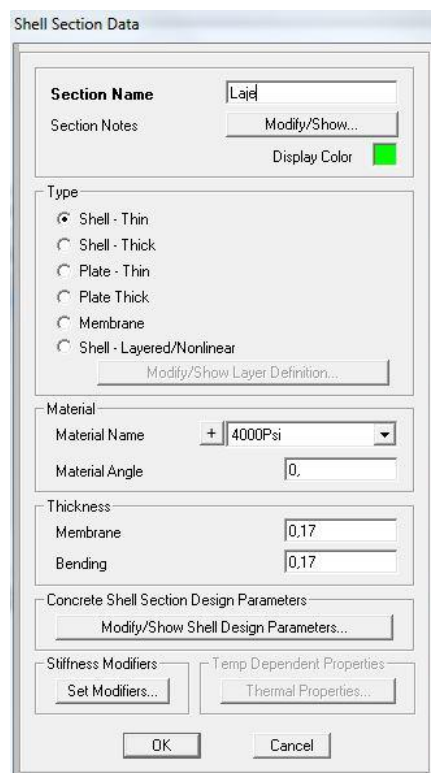 Shell Section Data
Section Name
Laje
Section Notes
Modify/Show...
Display Color
Type
Shell - Thin
Shell - Thick
Plate - Thin
Plate Thick
Membrane
Shell - Layered/Nonlinear
Modify/Show Layer Definition...
Material
Material Name
+
4000Psi
Material Angle
0,
Thickness
Membrane
0,17
Bending
0,17
Concrete Shell Section Design Parameters
Modify/Show Shell Design Parameters...
Stiffness Modifiers
Set Modifiers...
Temp Dependent Properties
Thermal Properties...
OK
Cancel